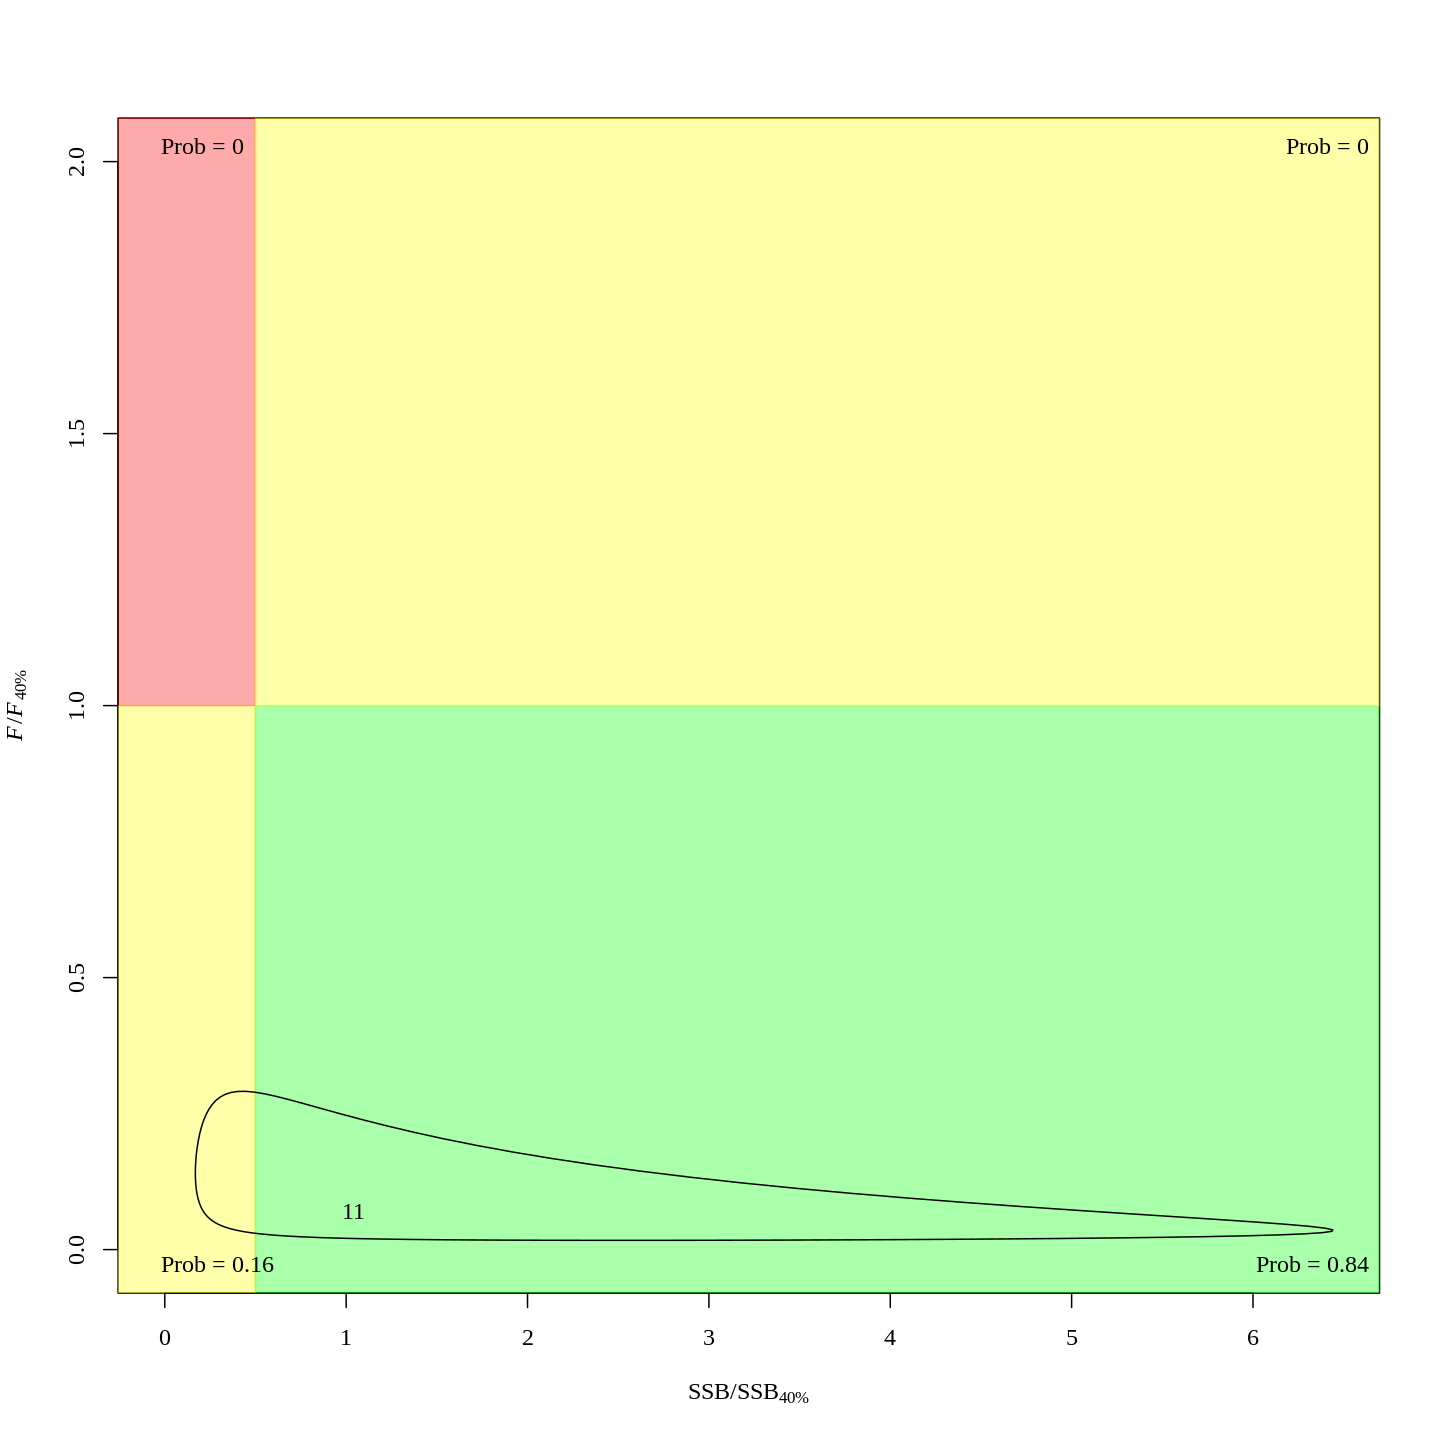 Prob = 0
Prob = 0
2.0
1.5
1.0
0.5
0.0
F/F40%
11
Prob = 0.16
Prob = 0.84
0 1 2 3 4 5 6
SSB/SSB40%